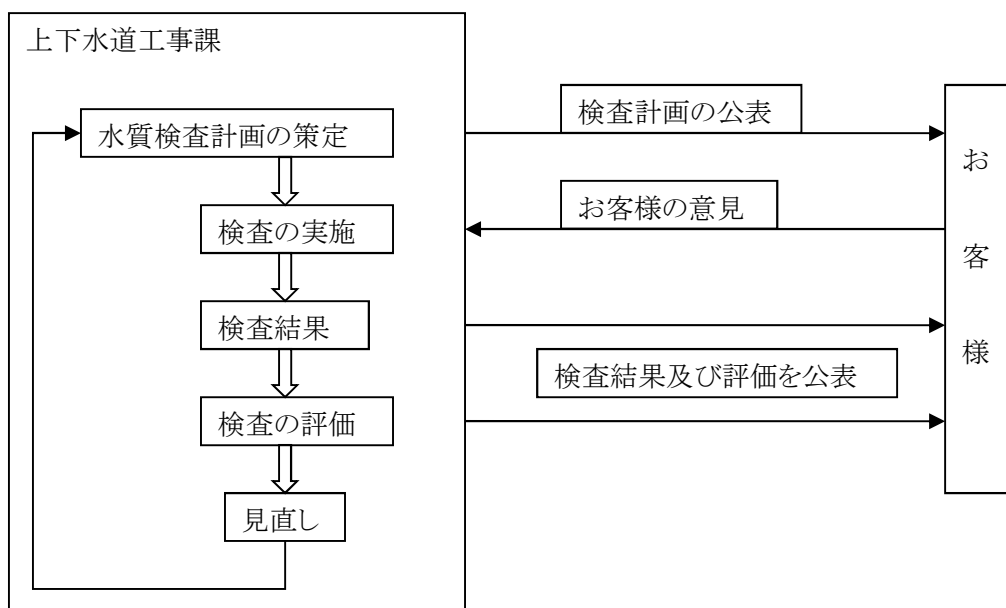 上下水道工事課
水質検査計画の策定
検査の実施
検査結果
検査の評価
見直し
検査計画の公表
お客様の意見
検査結果及び評価を公表
お客様